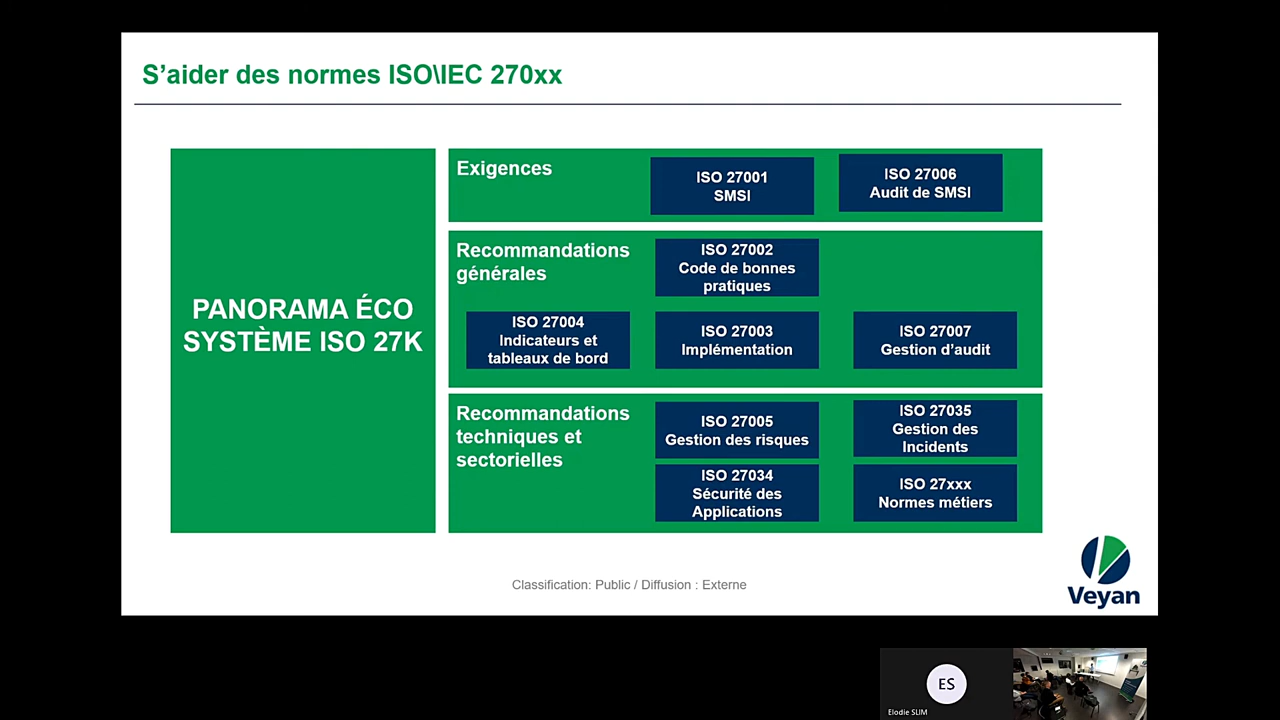 S'aider des normes ISO\IEC 270xx
PANORAMA ÉCO
SYSTÈME ISO 27K
Exigences
ISO 27001
SMSI
ISO 27006
Audit de SMSI
Recommandations
générales
ISO 27002
Code de bonnes
pratiques
ISO 27004
Indicateurs et
tableaux de bord
ISO 27003
Implémentation
ISO 27007
Gestion d'audit
Recommandations
techniques et
sectorielles
ISO 27005
Gestion des risques
ISO 27035
Gestion des
Incidents
ISO 27034
Sécurité des
Applications
ISO 27xxx
Normes métiers
Classification: Public / Diffusion : Externe
Veyan
ES
Elodie SLIM